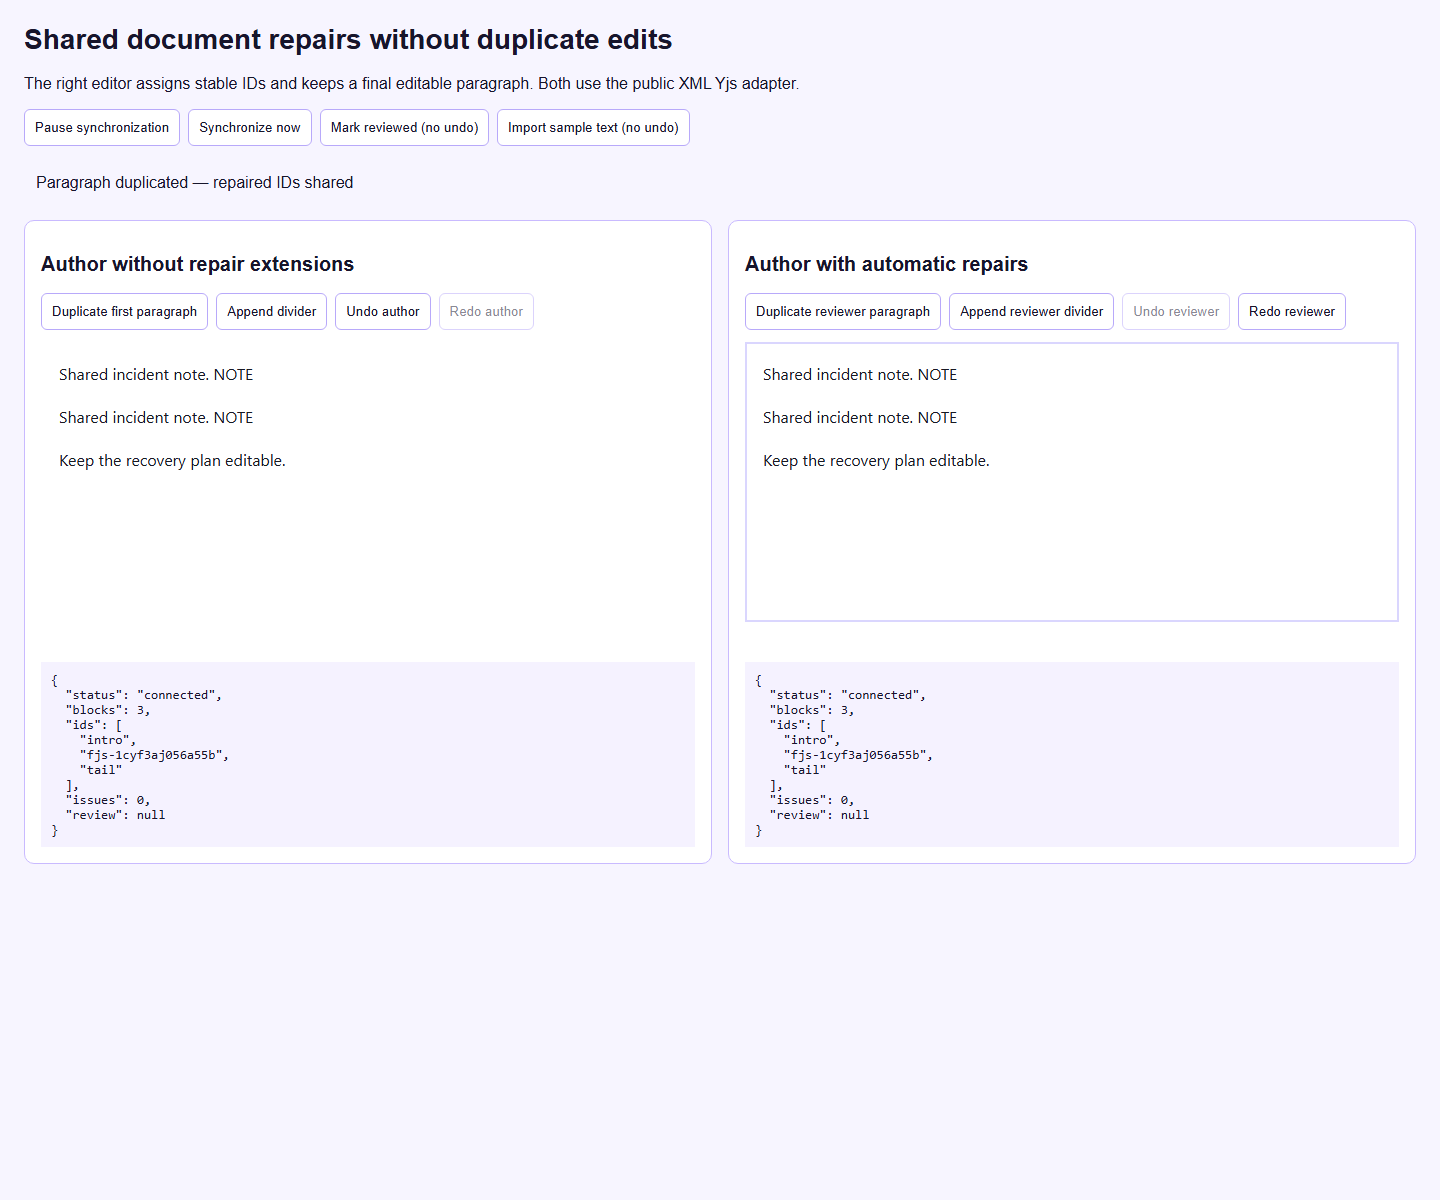 Shared document repairs without duplicate edits
The right editor assigns stable IDs and keeps a final editable paragraph. Both use the public XML Yjs adapter.
Pause synchronization
Synchronize now
Mark reviewed (no undo)
Import sample text (no undo)
Paragraph duplicated — repaired IDs shared
Author without repair extensions
Duplicate first paragraph
Append divider
Undo author
Redo author
Shared incident note. NOTE
Shared incident note. NOTE
Keep the recovery plan editable.
{
  "status": "connected",
  "blocks": 3,
  "ids": [
    "intro",
    "fjs-1cyf3aj056a55b",
    "tail"
  ],
  "issues": 0,
  "review": null
}
Author with automatic repairs
Duplicate reviewer paragraph
Append reviewer divider
Undo reviewer
Redo reviewer
Shared incident note. NOTE
Shared incident note. NOTE
Keep the recovery plan editable.
{
  "status": "connected",
  "blocks": 3,
  "ids": [
    "intro",
    "fjs-1cyf3aj056a55b",
    "tail"
  ],
  "issues": 0,
  "review": null
}